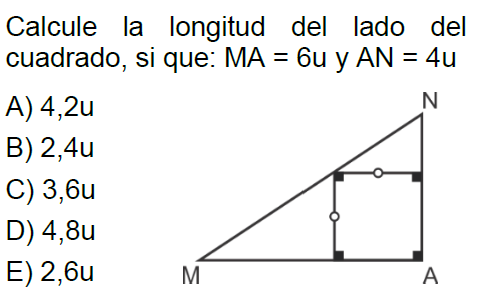 Calcule la longitud del lado del
cuadrado, si que: MA = 6u y AN = 4u
A) 4,2u
B) 2,4u
C) 3,6u
D) 4,8u
E) 2,6u
N
M
A